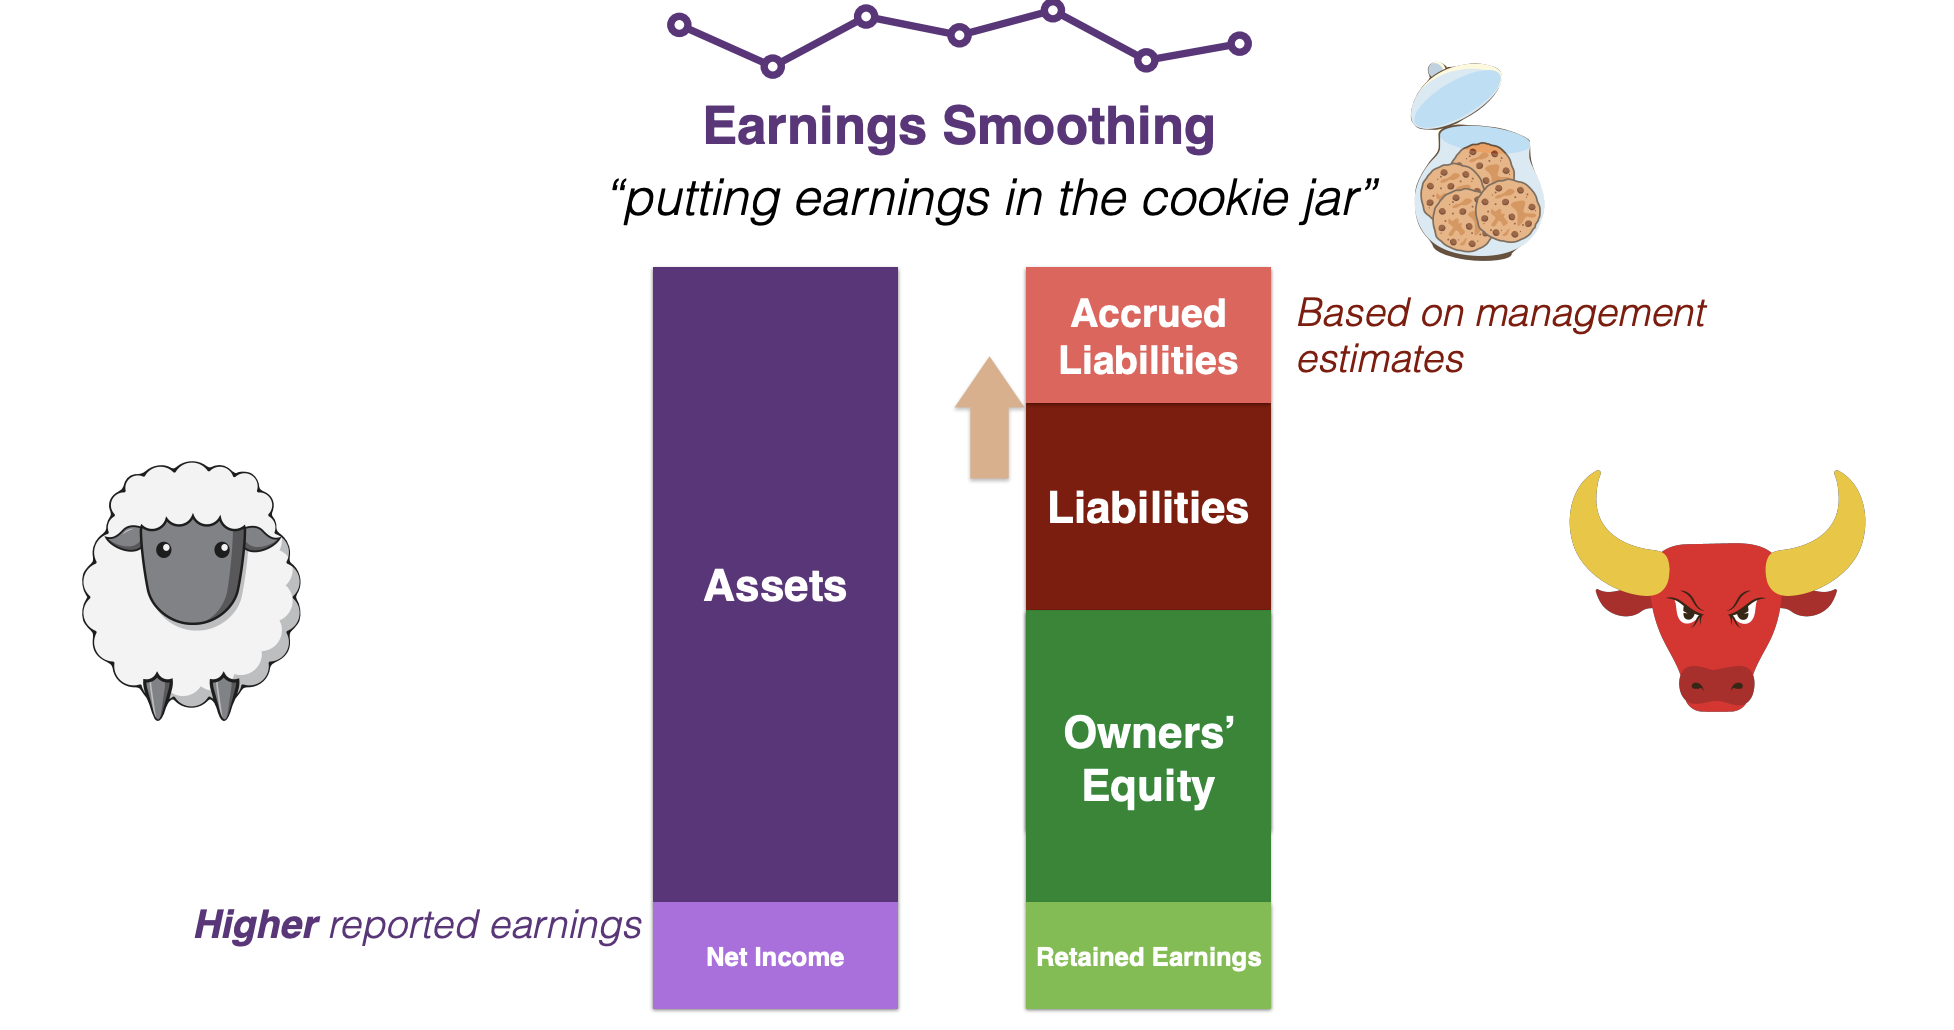 Earnings Smoothing
“putting earnings in the cookie jar”
Accrued
Liabilities
Based on management
estimates
Liabilities
Assets
Owners’
Equity
Higher reported earnings
Net Income
Retained Earnings